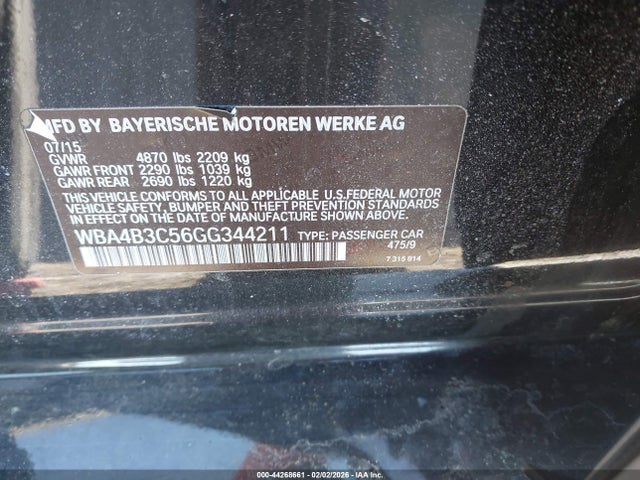 MFD BY BAYERISCHE MOTOREN WERKE AG
07/15
GVWR 4870 lbs 2209 kg
GAWR FRONT 2290 lbs 1039 kg
GAWR REAR 2690 lbs 1220 kg
THIS VEHICLE CONFORMS TO ALL APPLICABLE U.S.FEDERAL MOTOR
VEHICLE SAFETY, BUMPER AND THEFT PREVENTION
STANDARDS IN EFFECT ON THE DATE OF MANUFACTURE SHOWN ABOVE.
WBA4B3C56GG344211 TYPE: PASSENGER CAR
475/9
7 315 914
000-44268661 - 02/02/2026 - IAA Holdings, LLC.